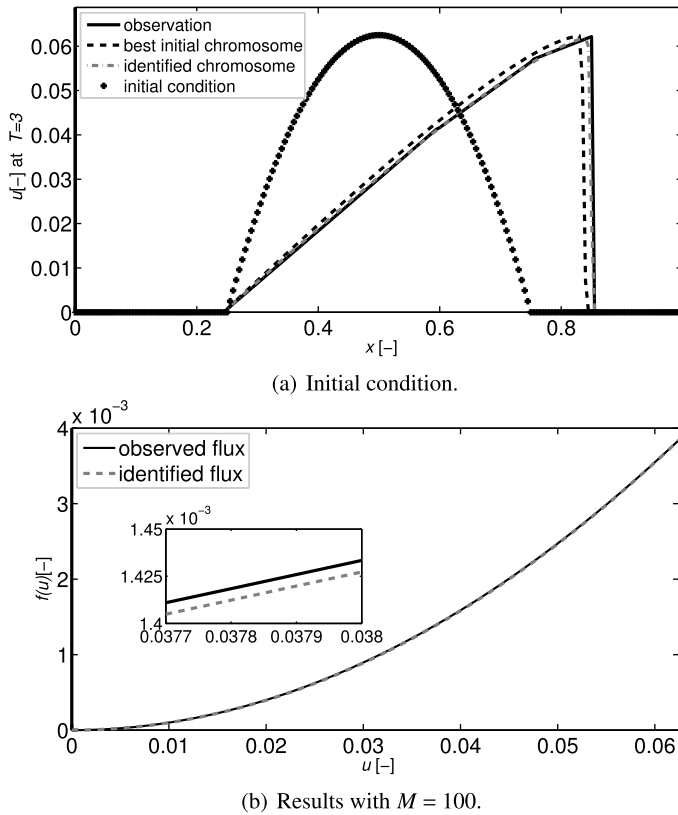 observation
best initial chromosome
identified chromosome
initial condition
0.06
0.05
0.04
0.03
0.02
0.01
0
u[−] at T=3
0 0.2 0.4 0.6 0.8
x [−]
(a) Initial condition.
4 x 10⁻³
observed flux
identified flux
3
2
1
0
f(u)[−]
1.45 x 10⁻³
1.425
1.4
0.0377 0.0378 0.0379 0.038
0 0.01 0.02 0.03 0.04 0.05 0.06
u [−]
(b) Results with M = 100.